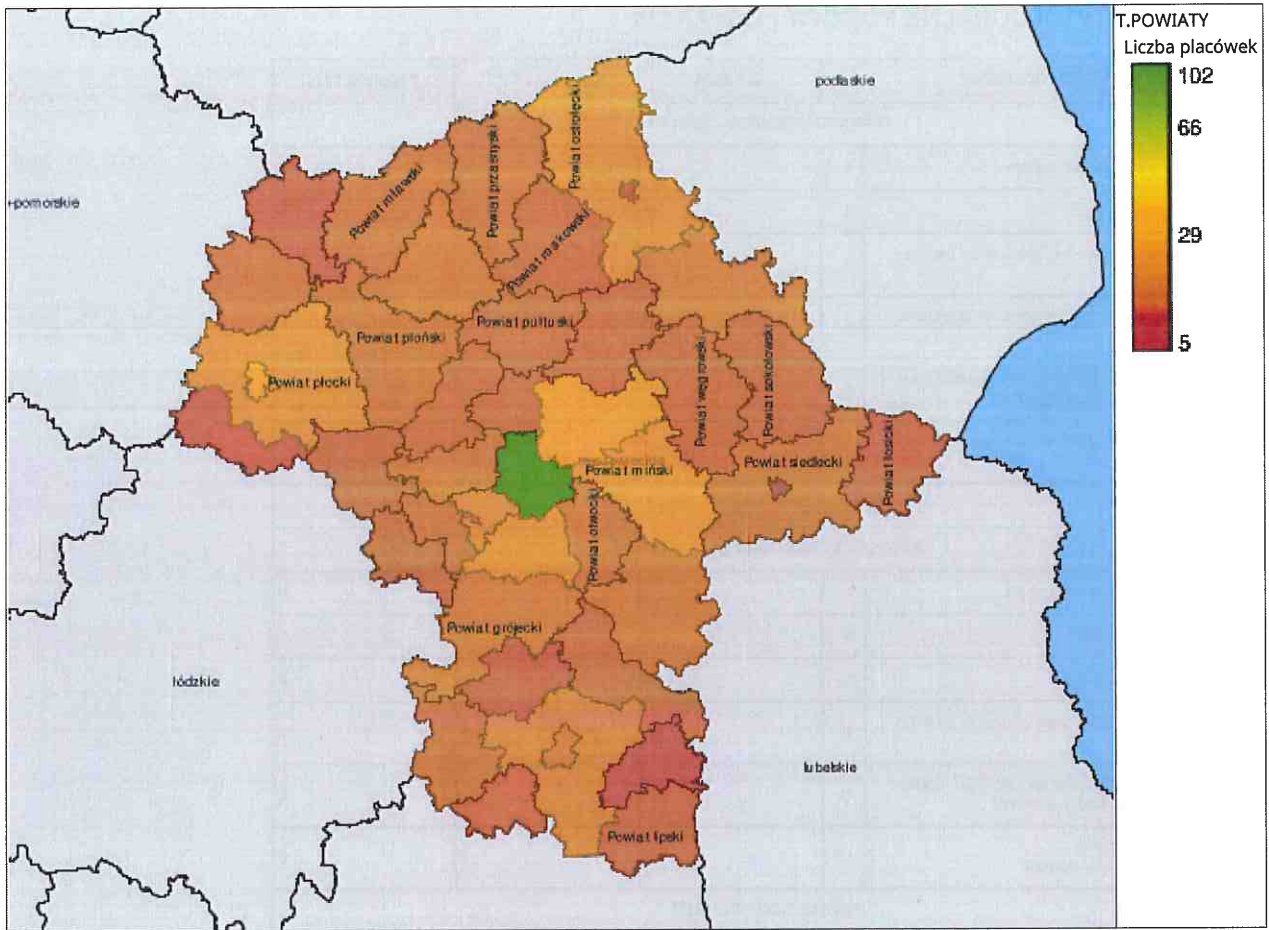 T.POWIATY
Liczba placówek
102
66
29
5
podlaskie
-pomorskie
łódzkie
lubelskie
Powiat ostrołęcki
Powiat przasnyski
Powiat mławski
Powiat makowski
Powiat pułtuski
Powiat płoński
Powiat płocki
Powiat węgrowski
Powiat sokołowski
Powiat miński
Powiat siedlecki
Powiat łosicki
Powiat otwocki
Powiat grójecki
Powiat lipski